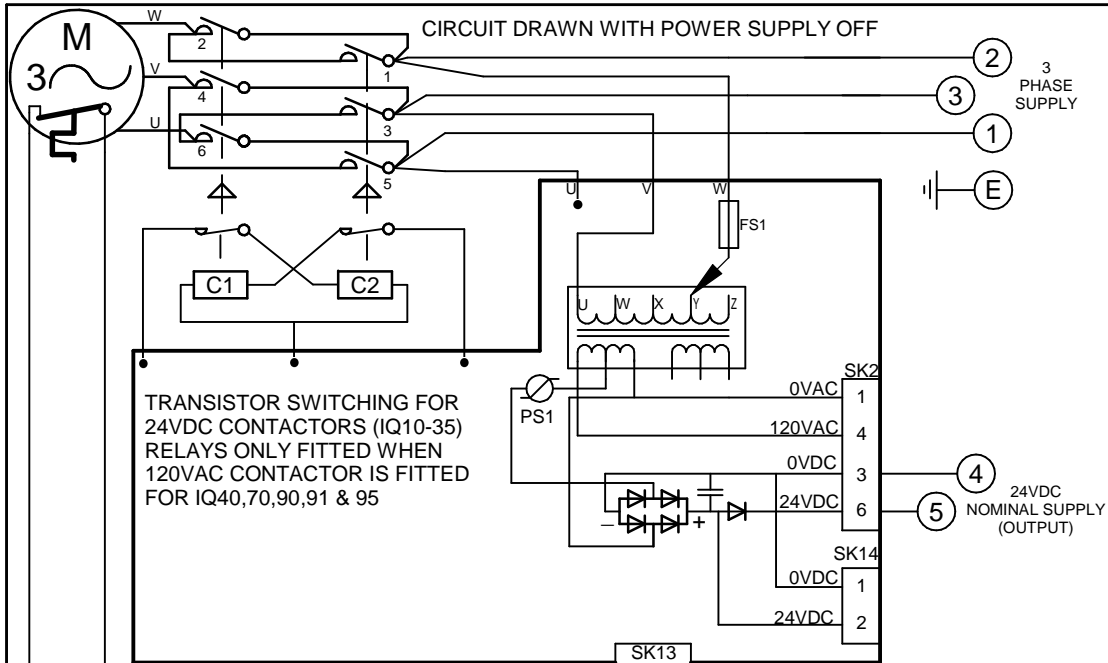 CIRCUIT DRAWN WITH POWER SUPPLY OFF
M
3
W
V
U
2
4
6
1
3
5
2
3
1
3
PHASE
SUPPLY
E
U
V
W
FS1
C1
C2
U
W
X
Y
Z
TRANSISTOR SWITCHING FOR
24VDC CONTACTORS (IQ10-35)
RELAYS ONLY FITTED WHEN
120VAC CONTACTOR IS FITTED
FOR IQ40,70,90,91 & 95
PS1
SK2
0VAC 1
120VAC 4
0VDC 3
24VDC 6
4
5
24VDC
NOMINAL SUPPLY
(OUTPUT)
– +
SK14
0VDC 1
24VDC 2
SK13